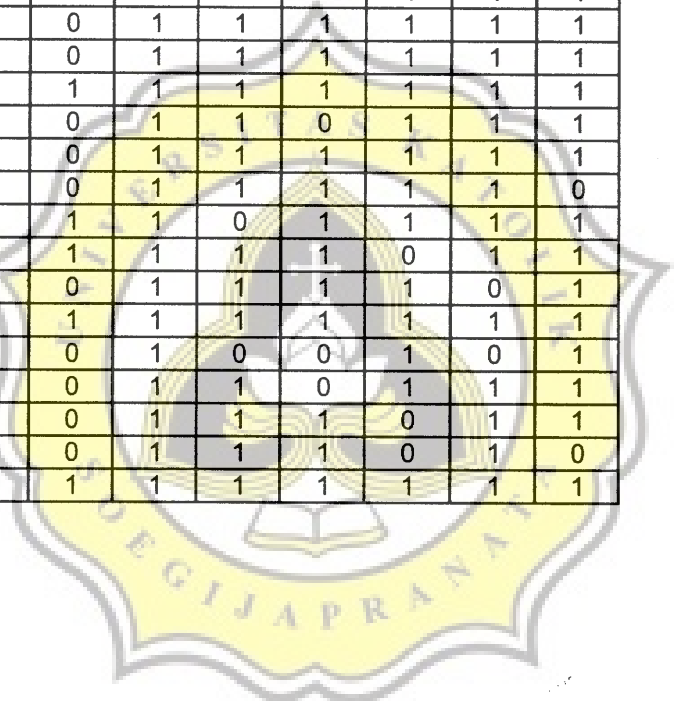 0 1 1 1 1 1 1
0 1 1 1 1 1 1
1 1 1 1 1 1 1
0 1 1 0 1 1 1
0 1 1 1 1 1 1
0 1 1 1 1 1 0
1 1 0 1 1 1 1
1 1 1 1 0 1 1
0 1 1 1 1 0 1
1 1 1 1 1 1 1
0 1 0 0 1 0 1
0 1 1 0 1 1 1
0 1 1 1 0 1 1
0 1 1 1 0 1 0
1 1 1 1 1 1 1
UNIVERSITAS KATOLIK
SOEGIJAPRANATA